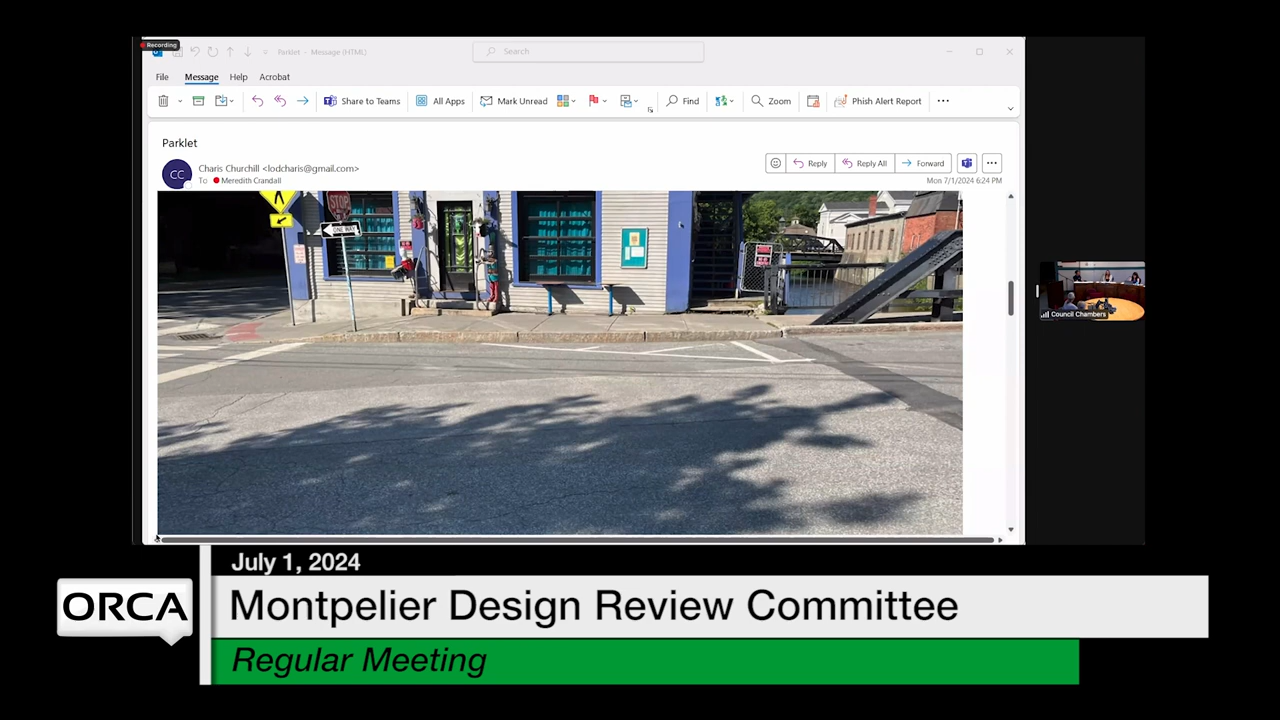 Recording
Parklet - Message (HTML)
Search
File Message Help Acrobat
Share to Teams All Apps Mark Unread Find Zoom Phish Alert Report
Parklet
CC
Charis Churchill <lodcharis@gmail.com>
To Meredith Crandall
Reply Reply All Forward
Mon 7/1/2024 6:24 PM
STOP
ONE WAY
Council Chambers
July 1, 2024
ORCA
Montpelier Design Review Committee
Regular Meeting